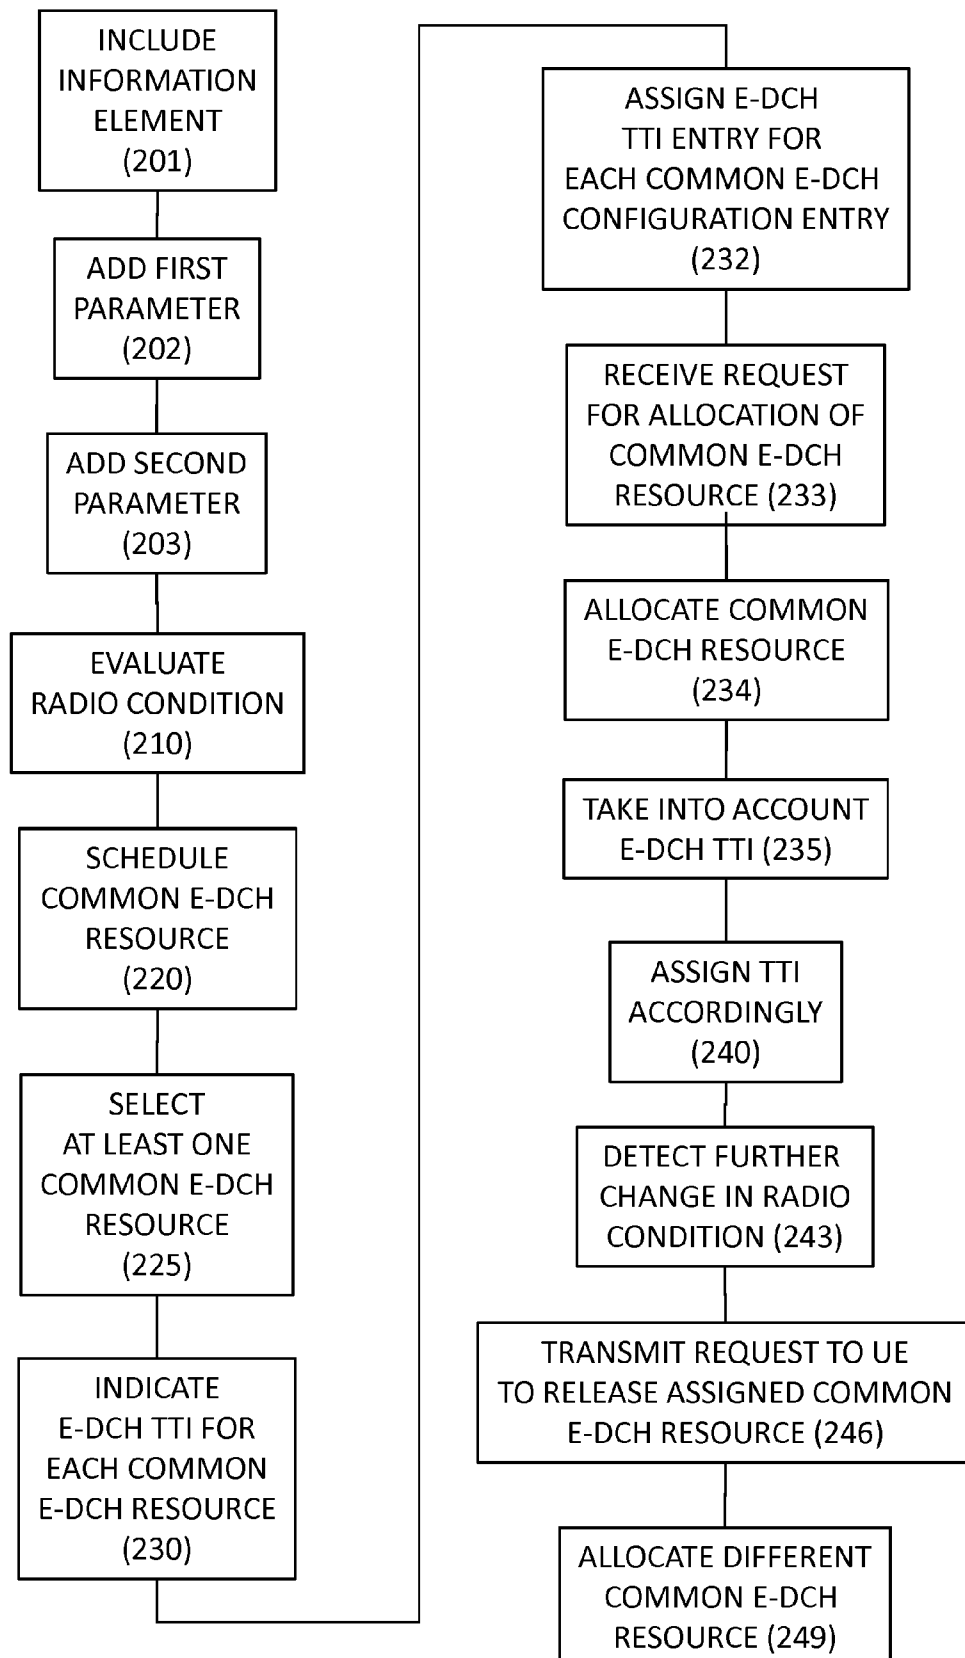 INCLUDE
INFORMATION
ELEMENT
(201)
ADD FIRST
PARAMETER
(202)
ADD SECOND
PARAMETER
(203)
EVALUATE
RADIO CONDITION
(210)
SCHEDULE
COMMON E-DCH
RESOURCE
(220)
SELECT
AT LEAST ONE
COMMON E-DCH
RESOURCE
(225)
INDICATE
E-DCH TTI FOR
EACH COMMON
E-DCH RESOURCE
(230)
ASSIGN E-DCH
TTI ENTRY FOR
EACH COMMON E-DCH
CONFIGURATION ENTRY
(232)
RECEIVE REQUEST
FOR ALLOCATION OF
COMMON E-DCH
RESOURCE (233)
ALLOCATE COMMON
E-DCH RESOURCE
(234)
TAKE INTO ACCOUNT
E-DCH TTI (235)
ASSIGN TTI
ACCORDINGLY
(240)
DETECT FURTHER
CHANGE IN RADIO
CONDITION (243)
TRANSMIT REQUEST TO UE
TO RELEASE ASSIGNED COMMON
E-DCH RESOURCE (246)
ALLOCATE DIFFERENT
COMMON E-DCH
RESOURCE (249)